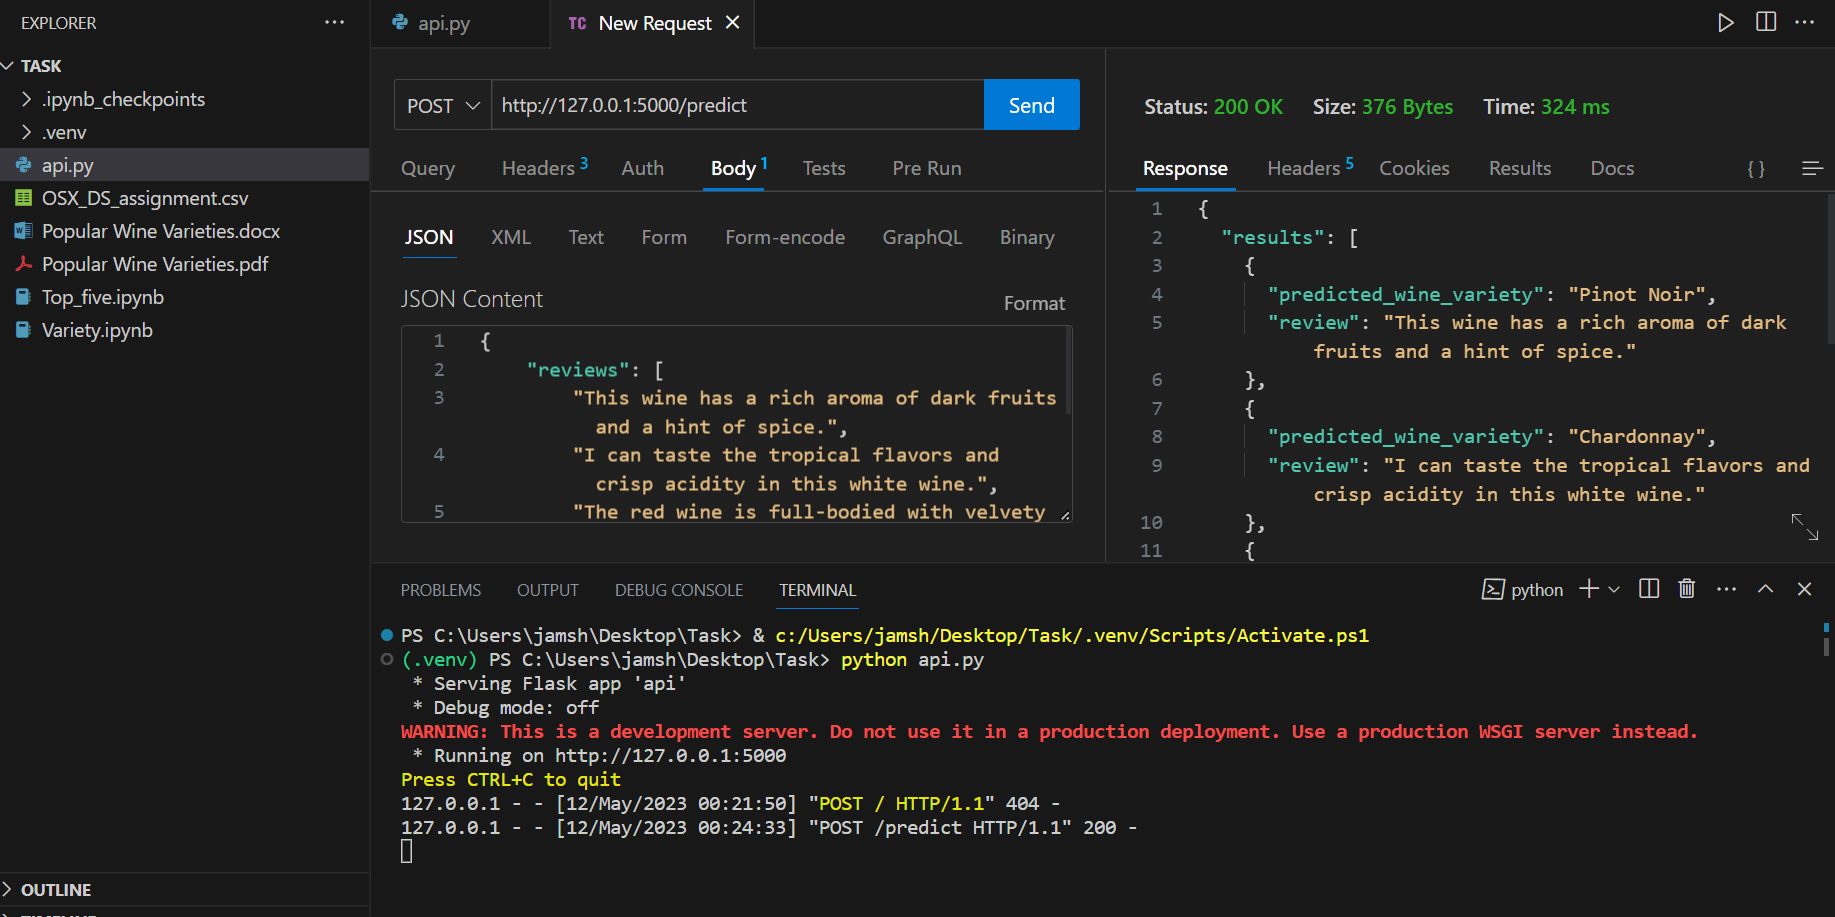 EXPLORER
TASK
.ipynb_checkpoints
.venv
api.py
OSX_DS_assignment.csv
Popular Wine Varieties.docx
Popular Wine Varieties.pdf
Top_five.ipynb
Variety.ipynb
OUTLINE
TIMELINE
api.py
TC New Request
POST http://127.0.0.1:5000/predict Send
Query Headers 3 Auth Body 1 Tests Pre Run
JSON XML Text Form Form-encode GraphQL Binary
JSON Content Format
1 {
2 "reviews": [
3 "This wine has a rich aroma of dark fruits
and a hint of spice.",
4 "I can taste the tropical flavors and
crisp acidity in this white wine.",
5 "The red wine is full-bodied with velvety
Status: 200 OK Size: 376 Bytes Time: 324 ms
Response Headers 5 Cookies Results Docs { }
1 {
2 "results": [
3 {
4 "predicted_wine_variety": "Pinot Noir",
5 "review": "This wine has a rich aroma of dark
fruits and a hint of spice."
6 },
7 {
8 "predicted_wine_variety": "Chardonnay",
9 "review": "I can taste the tropical flavors and
crisp acidity in this white wine."
10 },
11 {
PROBLEMS OUTPUT DEBUG CONSOLE TERMINAL
python
PS C:\Users\jamsh\Desktop\Task> & c:/Users/jamsh/Desktop/Task/.venv/Scripts/Activate.ps1
(.venv) PS C:\Users\jamsh\Desktop\Task> python api.py
* Serving Flask app 'api'
* Debug mode: off
WARNING: This is a development server. Do not use it in a production deployment. Use a production WSGI server instead.
* Running on http://127.0.0.1:5000
Press CTRL+C to quit
127.0.0.1 - - [12/May/2023 00:21:50] "POST / HTTP/1.1" 404 -
127.0.0.1 - - [12/May/2023 00:24:33] "POST /predict HTTP/1.1" 200 -